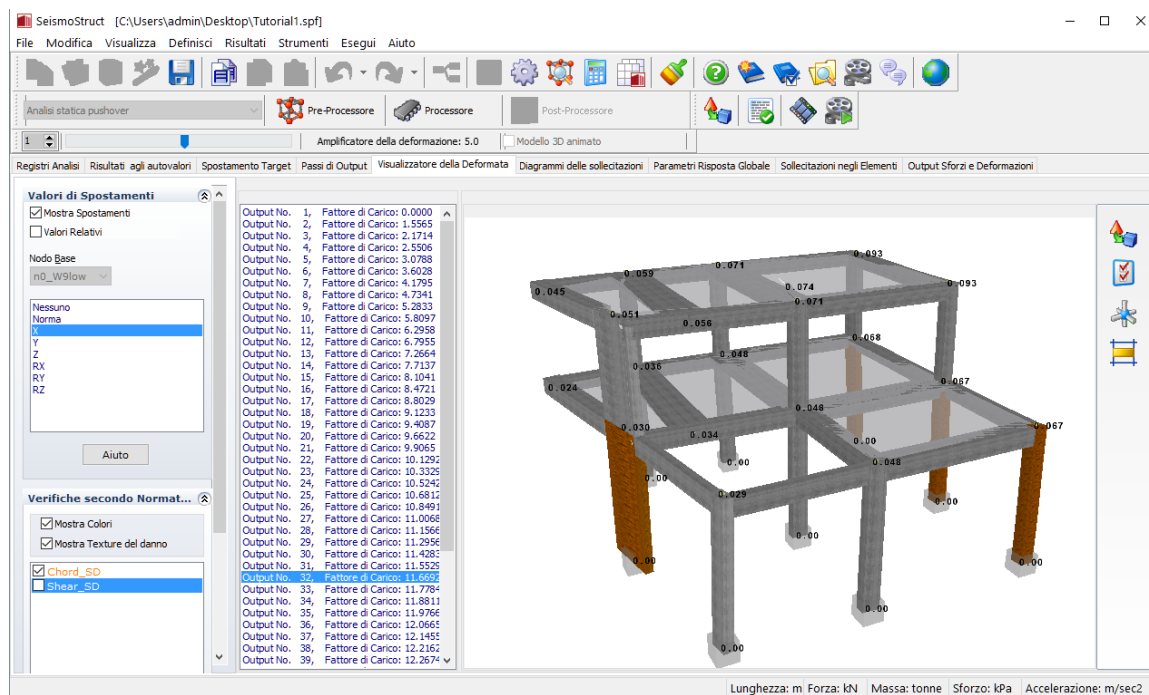 SeismoStruct [C:\Users\admin\Desktop\Tutorial1.spf]
File Modifica Visualizza Definisci Risultati Strumenti Esegui Aiuto
Analisi statica pushover
Pre-Processore
Processore
Post-Processore
1
Amplificatore della deformazione: 5.0
Modello 3D animato
Registri Analisi Risultati agli autovalori Spostamento Target Passi di Output Visualizzatore della Deformata Diagrammi delle sollecitazioni Parametri Risposta Globale Sollecitazioni negli Elementi Output Sforzi e Deformazioni
Valori di Spostamenti
Mostra Spostamenti
Valori Relativi
Nodo Base
n0_W9low
Nessuno
Norma
X
Y
Z
RX
RY
RZ
Aiuto
Verifiche secondo Normat...
Mostra Colori
Mostra Texture del danno
Chord_SD
Shear_SD
Output No. 1, Fattore di Carico: 0.0000
Output No. 2, Fattore di Carico: 1.5565
Output No. 3, Fattore di Carico: 2.1714
Output No. 4, Fattore di Carico: 2.5506
Output No. 5, Fattore di Carico: 3.0788
Output No. 6, Fattore di Carico: 3.6028
Output No. 7, Fattore di Carico: 4.1795
Output No. 8, Fattore di Carico: 4.7341
Output No. 9, Fattore di Carico: 5.2833
Output No. 10, Fattore di Carico: 5.8097
Output No. 11, Fattore di Carico: 6.2958
Output No. 12, Fattore di Carico: 6.7955
Output No. 13, Fattore di Carico: 7.2664
Output No. 14, Fattore di Carico: 7.7137
Output No. 15, Fattore di Carico: 8.1041
Output No. 16, Fattore di Carico: 8.4721
Output No. 17, Fattore di Carico: 8.8029
Output No. 18, Fattore di Carico: 9.1233
Output No. 19, Fattore di Carico: 9.4087
Output No. 20, Fattore di Carico: 9.6622
Output No. 21, Fattore di Carico: 9.9065
Output No. 22, Fattore di Carico: 10.1292
Output No. 23, Fattore di Carico: 10.3329
Output No. 24, Fattore di Carico: 10.5242
Output No. 25, Fattore di Carico: 10.6812
Output No. 26, Fattore di Carico: 10.8491
Output No. 27, Fattore di Carico: 11.0068
Output No. 28, Fattore di Carico: 11.1566
Output No. 29, Fattore di Carico: 11.2956
Output No. 30, Fattore di Carico: 11.4283
Output No. 31, Fattore di Carico: 11.5529
Output No. 32, Fattore di Carico: 11.6692
Output No. 33, Fattore di Carico: 11.7784
Output No. 34, Fattore di Carico: 11.8811
Output No. 35, Fattore di Carico: 11.9766
Output No. 36, Fattore di Carico: 12.0665
Output No. 37, Fattore di Carico: 12.1455
Output No. 38, Fattore di Carico: 12.2162
Output No. 39, Fattore di Carico: 12.2674
0.093
0.071
0.059
0.093
0.074
0.045
0.071
0.051
0.056
0.068
0.048
0.036
0.067
0.024
0.048
0.067
0.030
0.034
0.00
0.048
0.00
0.00
0.029
0.00
0.00
0.00
0.00
0.00
0.00
Lunghezza: m Forza: kN Massa: tonne Sforzo: kPa Accelerazione: m/sec2